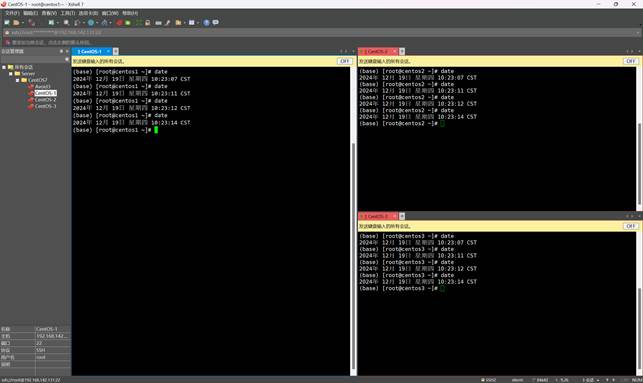 CentOS-1 - root@centos1:~ - Xshell 7
文件(F) 编辑(E) 查看(V) 工具(T) 选项卡(B) 窗口(W) 帮助(H)
会话管理器
所有会话
Server
CentOS7
CentOS-1
CentOS-2
CentOS-3
名称 CentOS-1
主机 192.168.142...
端口 22
协议 SSH
用户名 root
说明
1 CentOS-1
发送键盘输入的所有会话。 OFF
(base) [root@centos1 ~]# date
2024年 12月 19日 星期四 10:23:07 CST
(base) [root@centos1 ~]# date
2024年 12月 19日 星期四 10:23:11 CST
(base) [root@centos1 ~]# date
2024年 12月 19日 星期四 10:23:12 CST
(base) [root@centos1 ~]# date
2024年 12月 19日 星期四 10:23:14 CST
(base) [root@centos1 ~]#
1 CentOS-2
发送键盘输入的所有会话。 OFF
(base) [root@centos2 ~]# date
2024年 12月 19日 星期四 10:23:07 CST
(base) [root@centos2 ~]# date
2024年 12月 19日 星期四 10:23:11 CST
(base) [root@centos2 ~]# date
2024年 12月 19日 星期四 10:23:12 CST
(base) [root@centos2 ~]# date
2024年 12月 19日 星期四 10:23:14 CST
(base) [root@centos2 ~]#
1 CentOS-3
发送键盘输入的所有会话。 OFF
(base) [root@centos3 ~]# date
2024年 12月 19日 星期四 10:23:07 CST
(base) [root@centos3 ~]# date
2024年 12月 19日 星期四 10:23:11 CST
(base) [root@centos3 ~]# date
2024年 12月 19日 星期四 10:23:12 CST
(base) [root@centos3 ~]# date
2024年 12月 19日 星期四 10:23:14 CST
(base) [root@centos3 ~]#
ssh://root@192.168.142.131:22
SSH2
xterm